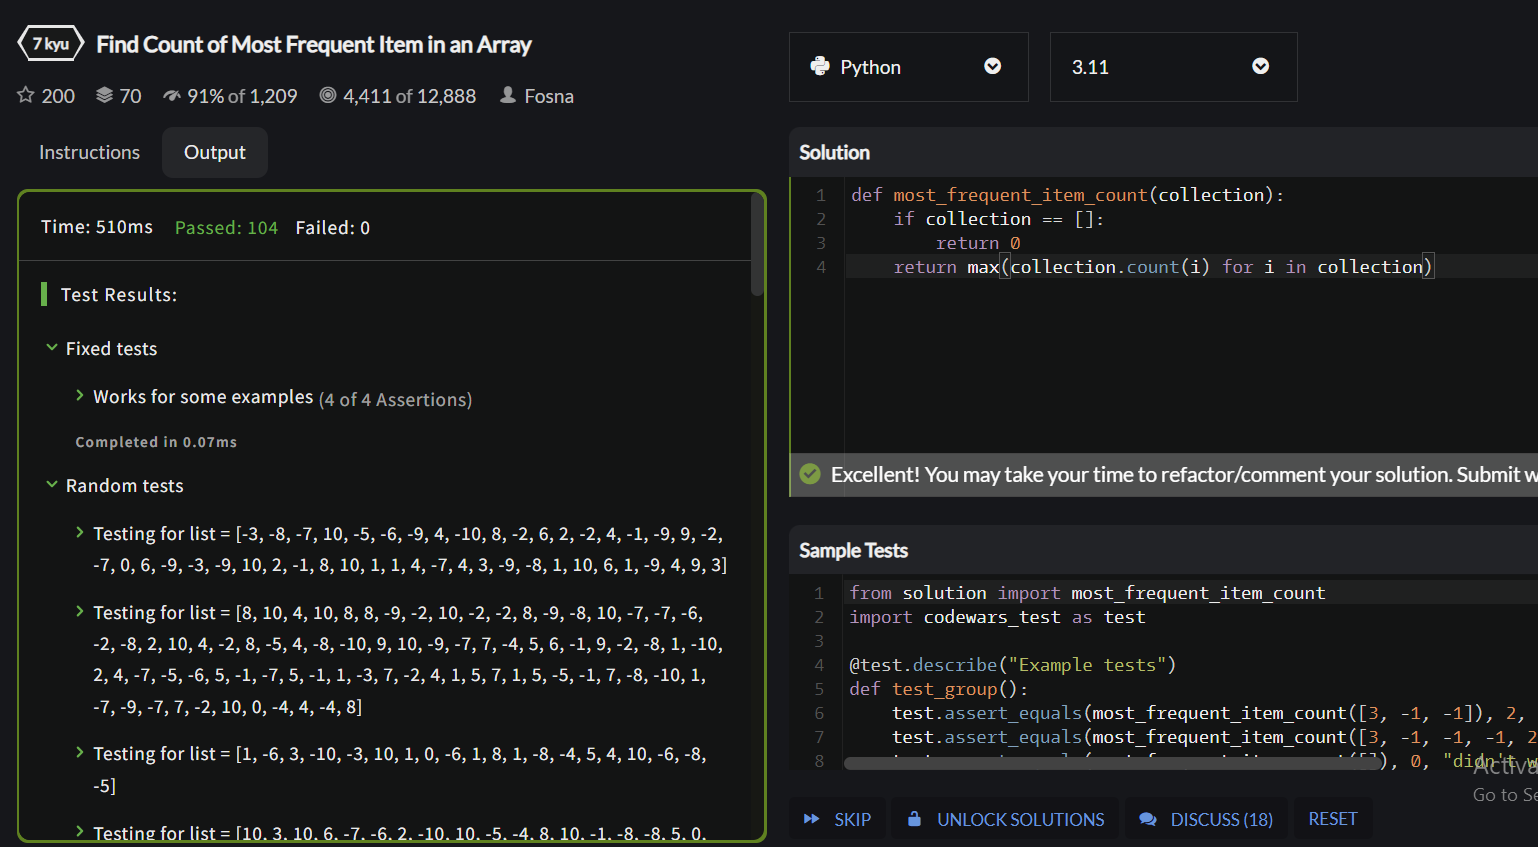 7 kyu Find Count of Most Frequent Item in an Array
200 70 91% of 1,209 4,411 of 12,888 Fosna
Instructions Output
Time: 510ms Passed: 104 Failed: 0
Test Results:
Fixed tests
Works for some examples (4 of 4 Assertions)
Completed in 0.07ms
Random tests
Testing for list = [-3, -8, -7, 10, -5, -6, -9, 4, -10, 8, -2, 6, 2, -2, 4, -1, -9, 9, -2,
-7, 0, 6, -9, -3, -9, 10, 2, -1, 8, 10, 1, 1, 4, -7, 4, 3, -9, -8, 1, 10, 6, 1, -9, 4, 9, 3]
Testing for list = [8, 10, 4, 10, 8, 8, -9, -2, 10, -2, -2, 8, -9, -8, 10, -7, -7, -6,
-2, -8, 2, 10, 4, -2, 8, -5, 4, -8, -10, 9, 10, -9, -7, 7, -4, 5, 6, -1, 9, -2, -8, 1, -10,
2, 4, -7, -5, -6, 5, -1, -7, 5, -1, 1, -3, 7, -2, 4, 1, 5, 7, 1, 5, -5, -1, 7, -8, -10, 1,
-7, -9, -7, 7, -2, 10, 0, -4, 4, -4, 8]
Testing for list = [1, -6, 3, -10, -3, 10, 1, 0, -6, 1, 8, 1, -8, -4, 5, 4, 10, -6, -8,
-5]
Testing for list = [10, 3, 10, 6, -7, -6, 2, -10, 10, -5, -4, 8, 10, -1, -8, -8, 5, 0,
Python 3.11
Solution
1 def most_frequent_item_count(collection):
2 if collection == []:
3 return 0
4 return max(collection.count(i) for i in collection)
Excellent! You may take your time to refactor/comment your solution. Submit w
Sample Tests
1 from solution import most_frequent_item_count
2 import codewars_test as test
3
4 @test.describe("Example tests")
5 def test_group():
6 test.assert_equals(most_frequent_item_count([3, -1, -1]), 2,
7 test.assert_equals(most_frequent_item_count([3, -1, -1, -1, 2
8 ), 0, "didn't w
Activa
Go to Se
SKIP UNLOCK SOLUTIONS DISCUSS (18) RESET